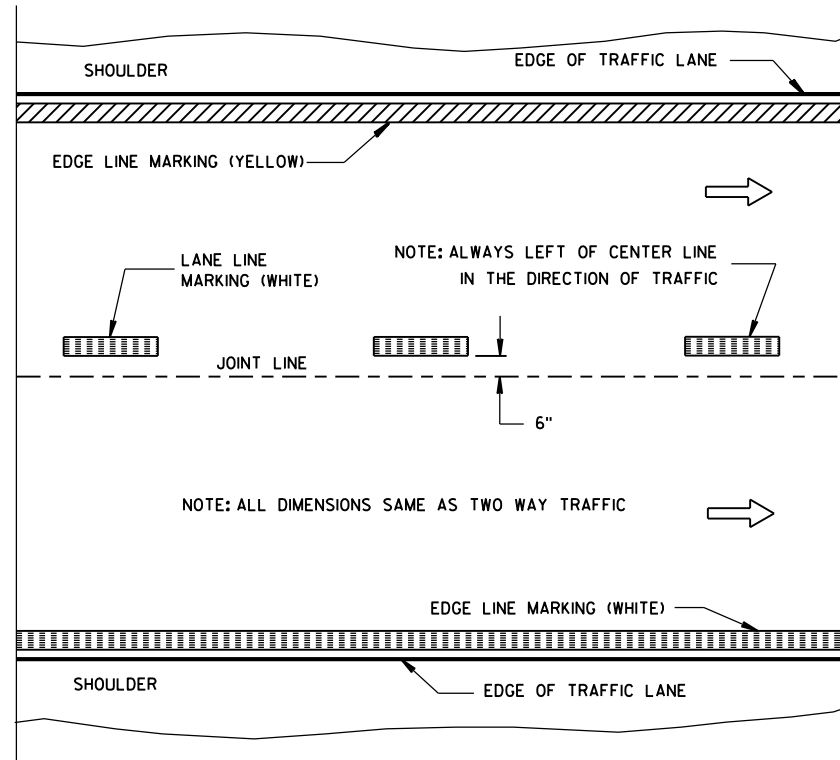 SHOULDER
EDGE OF TRAFFIC LANE
EDGE LINE MARKING (YELLOW)
LANE LINE
MARKING (WHITE)
NOTE: ALWAYS LEFT OF CENTER LINE
IN THE DIRECTION OF TRAFFIC
JOINT LINE
6"
NOTE: ALL DIMENSIONS SAME AS TWO WAY TRAFFIC
EDGE LINE MARKING (WHITE)
SHOULDER
EDGE OF TRAFFIC LANE